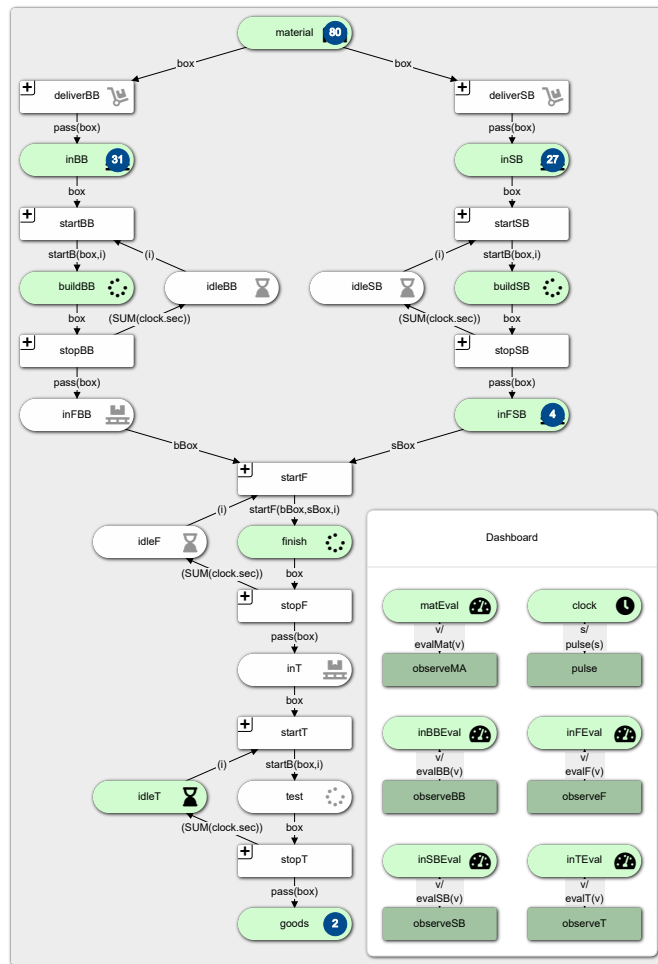 material 80
box box
deliverBB deliverSB
pass(box) pass(box)
inBB 31 inSB 27
box box
startBB startSB
startB(box,i) (i) (i) startB(box,i)
buildBB idleBB idleSB buildSB
box (SUM(clock.sec)) (SUM(clock.sec)) box
stopBB stopSB
pass(box) pass(box)
inFBB inFSB 4
bBox sBox
startF
(i) startF(bBox,sBox,i)
idleF finish
(SUM(clock.sec)) box
stopF
pass(box)
inT
box
startT
(i) startB(box,i)
idleT test
(SUM(clock.sec)) box
stopT
pass(box)
goods 2
Dashboard
matEval clock
v/ s/
evalMat(v) pulse(s)
observeMA pulse
inBBEval inFEval
v/ v/
evalBB(v) evalF(v)
observeBB observeF
inSBEval inTEval
v/ v/
evalSB(v) evalT(v)
observeSB observeT